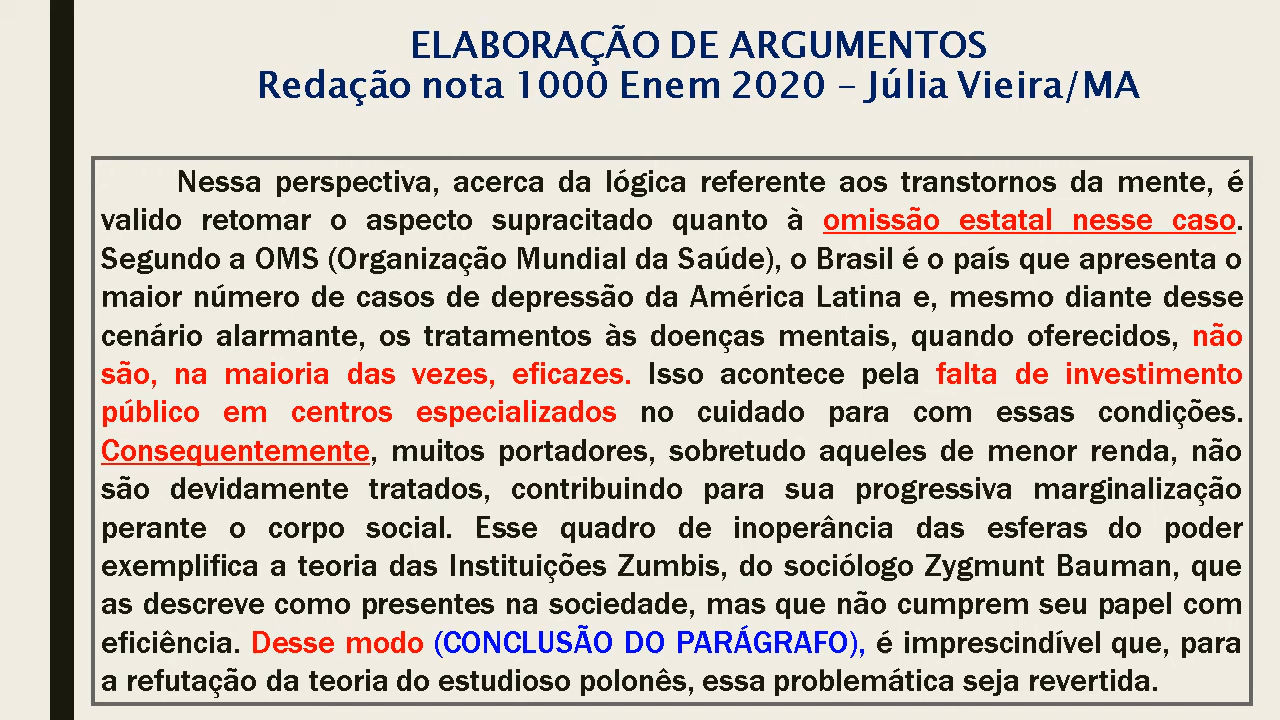 ELABORAÇÃO DE ARGUMENTOS
Redação nota 1000 Enem 2020 – Júlia Vieira/MA
Nessa perspectiva, acerca da lógica referente aos transtornos da mente, é
valido retomar o aspecto supracitado quanto à omissão estatal nesse caso.
Segundo a OMS (Organização Mundial da Saúde), o Brasil é o país que apresenta o
maior número de casos de depressão da América Latina e, mesmo diante desse
cenário alarmante, os tratamentos às doenças mentais, quando oferecidos, não
são, na maioria das vezes, eficazes. Isso acontece pela falta de investimento
público em centros especializados no cuidado para com essas condições.
Consequentemente, muitos portadores, sobretudo aqueles de menor renda, não
são devidamente tratados, contribuindo para sua progressiva marginalização
perante o corpo social. Esse quadro de inoperância das esferas do poder
exemplifica a teoria das Instituições Zumbis, do sociólogo Zygmunt Bauman, que
as descreve como presentes na sociedade, mas que não cumprem seu papel com
eficiência. Desse modo (CONCLUSÃO DO PARÁGRAFO), é imprescindível que, para
a refutação da teoria do estudioso polonês, essa problemática seja revertida.